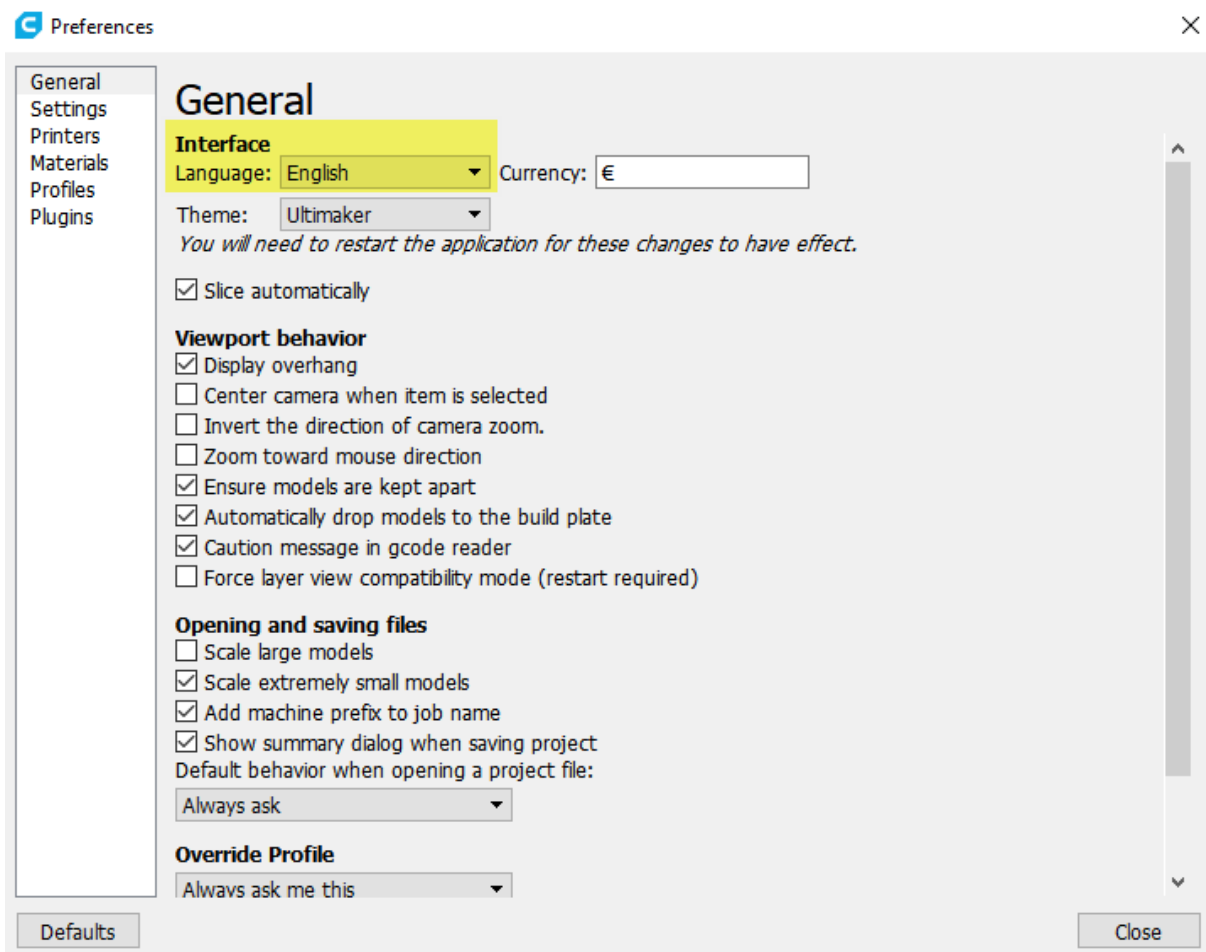 Preferences
General
Settings
Printers
Materials
Profiles
Plugins
General
Interface
Language: English Currency: €
Theme: Ultimaker
You will need to restart the application for these changes to have effect.
Slice automatically
Viewport behavior
Display overhang
Center camera when item is selected
Invert the direction of camera zoom.
Zoom toward mouse direction
Ensure models are kept apart
Automatically drop models to the build plate
Caution message in gcode reader
Force layer view compatibility mode (restart required)
Opening and saving files
Scale large models
Scale extremely small models
Add machine prefix to job name
Show summary dialog when saving project
Default behavior when opening a project file:
Always ask
Override Profile
Always ask me this
Defaults Close